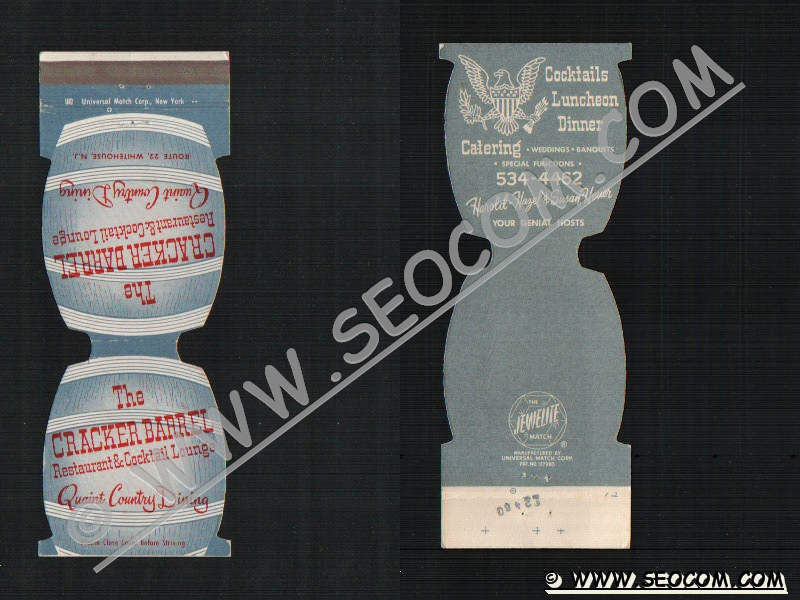 Universal Match Corp., New York
ROUTE 22, WHITEHOUSE, N. J.
Quaint Country Dining
Restaurant & Cocktail Lounge
CRACKER BARREL
The
The
CRACKER BARREL
Restaurant & Cocktail Lounge
Quaint Country Dining
Close Cover Before Striking
Cocktails
Luncheon
Dinner
Catering • WEDDINGS • BANQUETS
• SPECIAL FUNCTIONS •
534-4462
Harold - Hazel & Susan
YOUR GENIAL HOSTS
THE
JEWELITE
MATCH
®
MANUFACTURED BY
UNIVERSAL MATCH CORP.
© WWW.SEOCOM.COM
© WWW.SEOCOM.COM